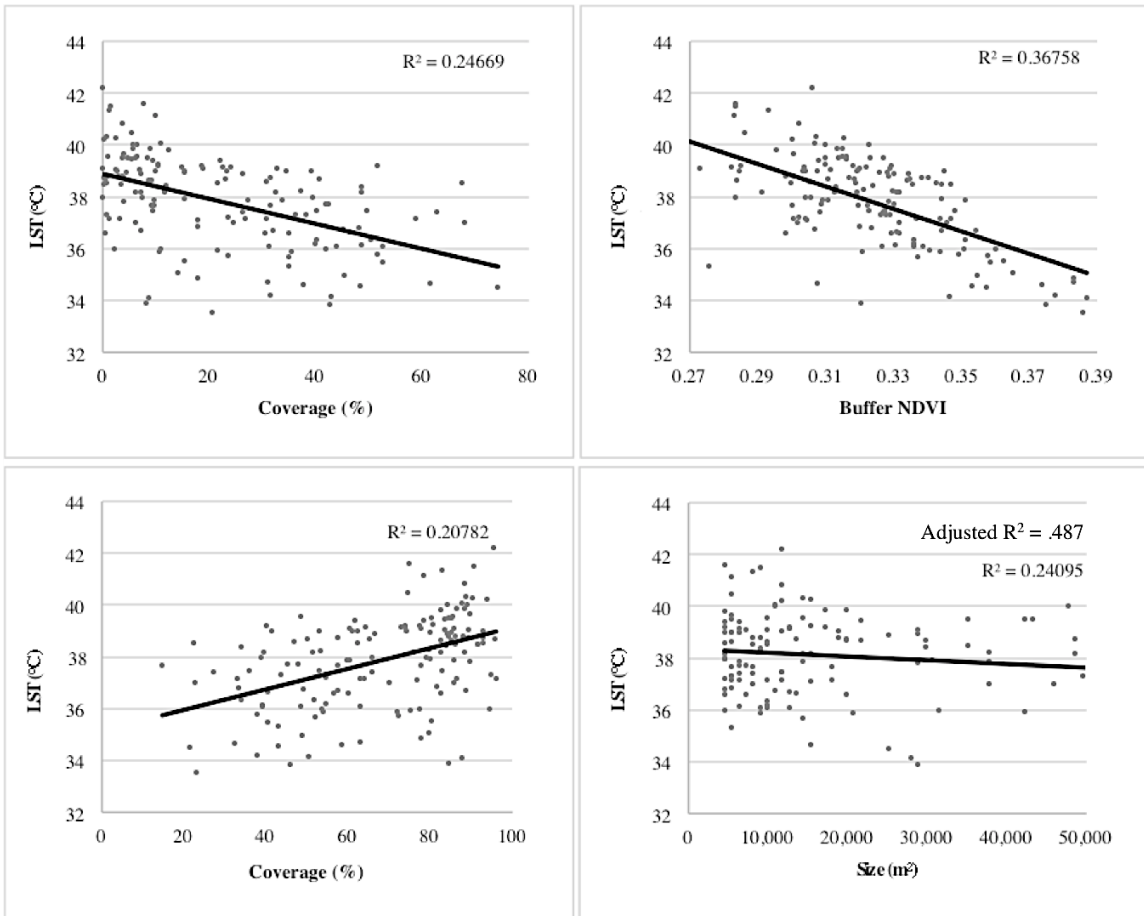 44
R² = 0.24669
42
40
38
36
34
32
LST (°C)
0 20 40 60 80
Coverage (%)
44
R² = 0.36758
42
40
38
36
34
32
LST (°C)
0.27 0.29 0.31 0.33 0.35 0.37 0.39
Buffer NDVI
44
R² = 0.20782
42
40
38
36
34
32
LST (°C)
0 20 40 60 80 100
Coverage (%)
44
Adjusted R² = .487
42
R² = 0.24095
40
38
36
34
32
LST (°C)
0 10,000 20,000 30,000 40,000 50,000
Size (m²)